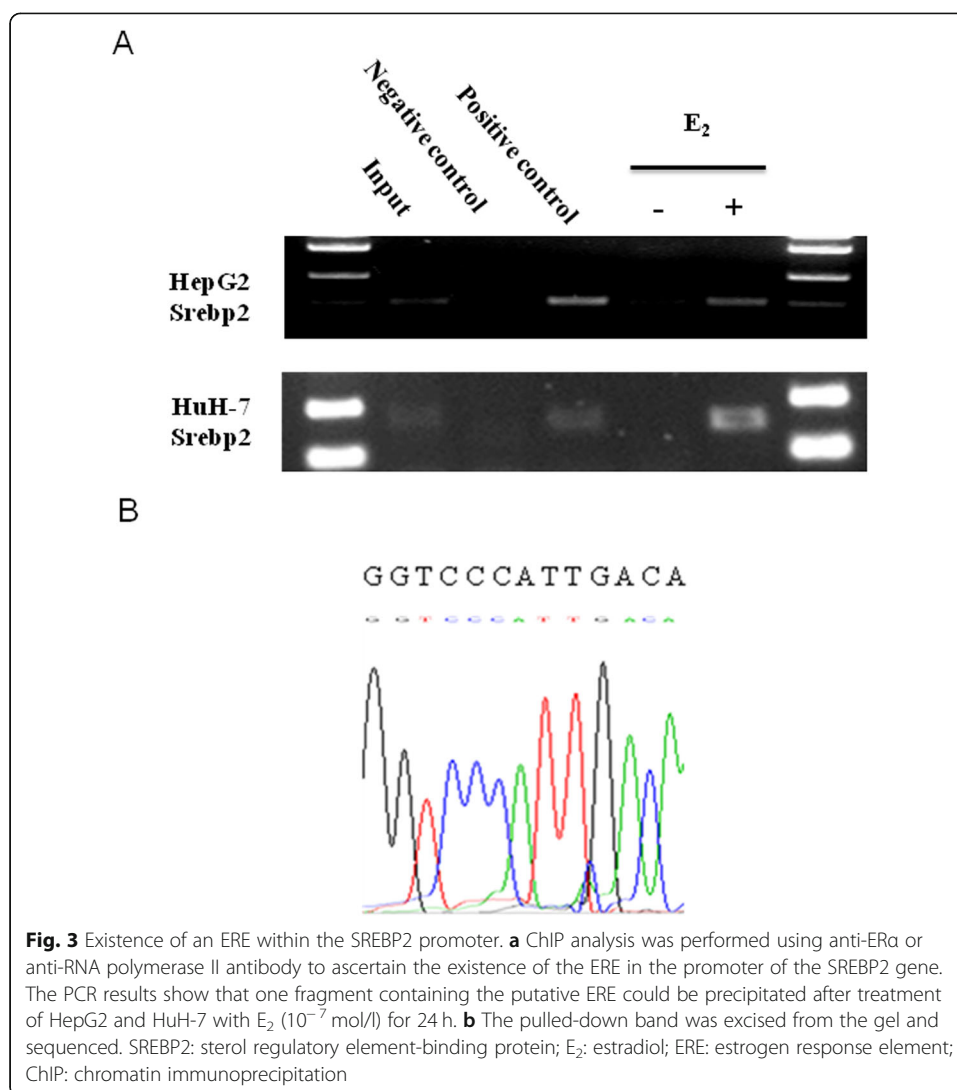 A
Negative control
Positive control
Input
E₂
- +
HepG2
Srebp2
HuH-7
Srebp2
B
G G T C C C A T T G A C A
G G T C C C A T T G A C A
Fig. 3 Existence of an ERE within the SREBP2 promoter. a ChIP analysis was performed using anti-ERα or
anti-RNA polymerase II antibody to ascertain the existence of the ERE in the promoter of the SREBP2 gene.
The PCR results show that one fragment containing the putative ERE could be precipitated after treatment
of HepG2 and HuH-7 with E₂ (10⁻⁷ mol/l) for 24 h. b The pulled-down band was excised from the gel and
sequenced. SREBP2: sterol regulatory element-binding protein; E₂: estradiol; ERE: estrogen response element;
ChIP: chromatin immunoprecipitation